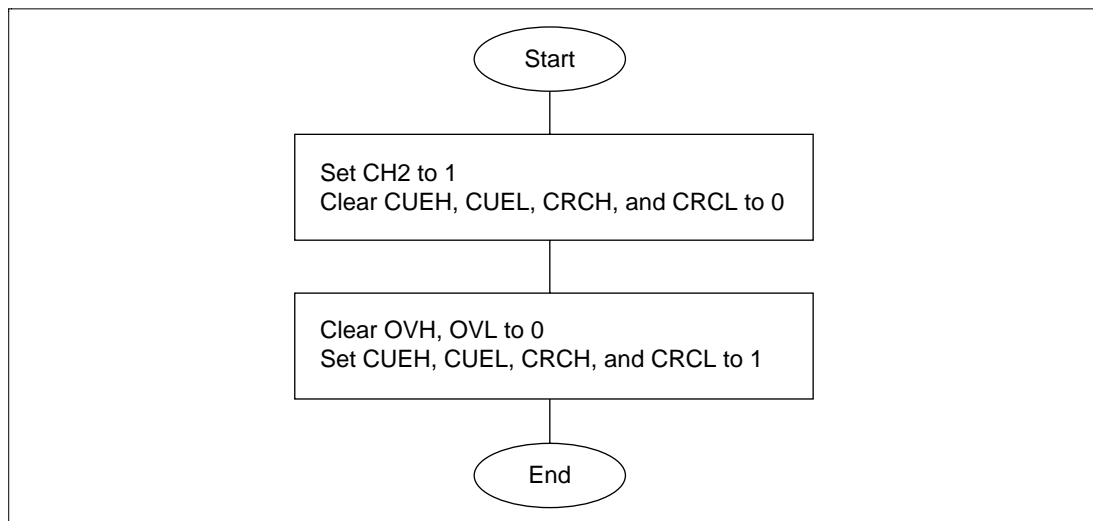 Start
Set CH2 to 1
Clear CUEH, CUEL, CRCH, and CRCL to 0
Clear OVH, OVL to 0
Set CUEH, CUEL, CRCH, and CRCL to 1
End